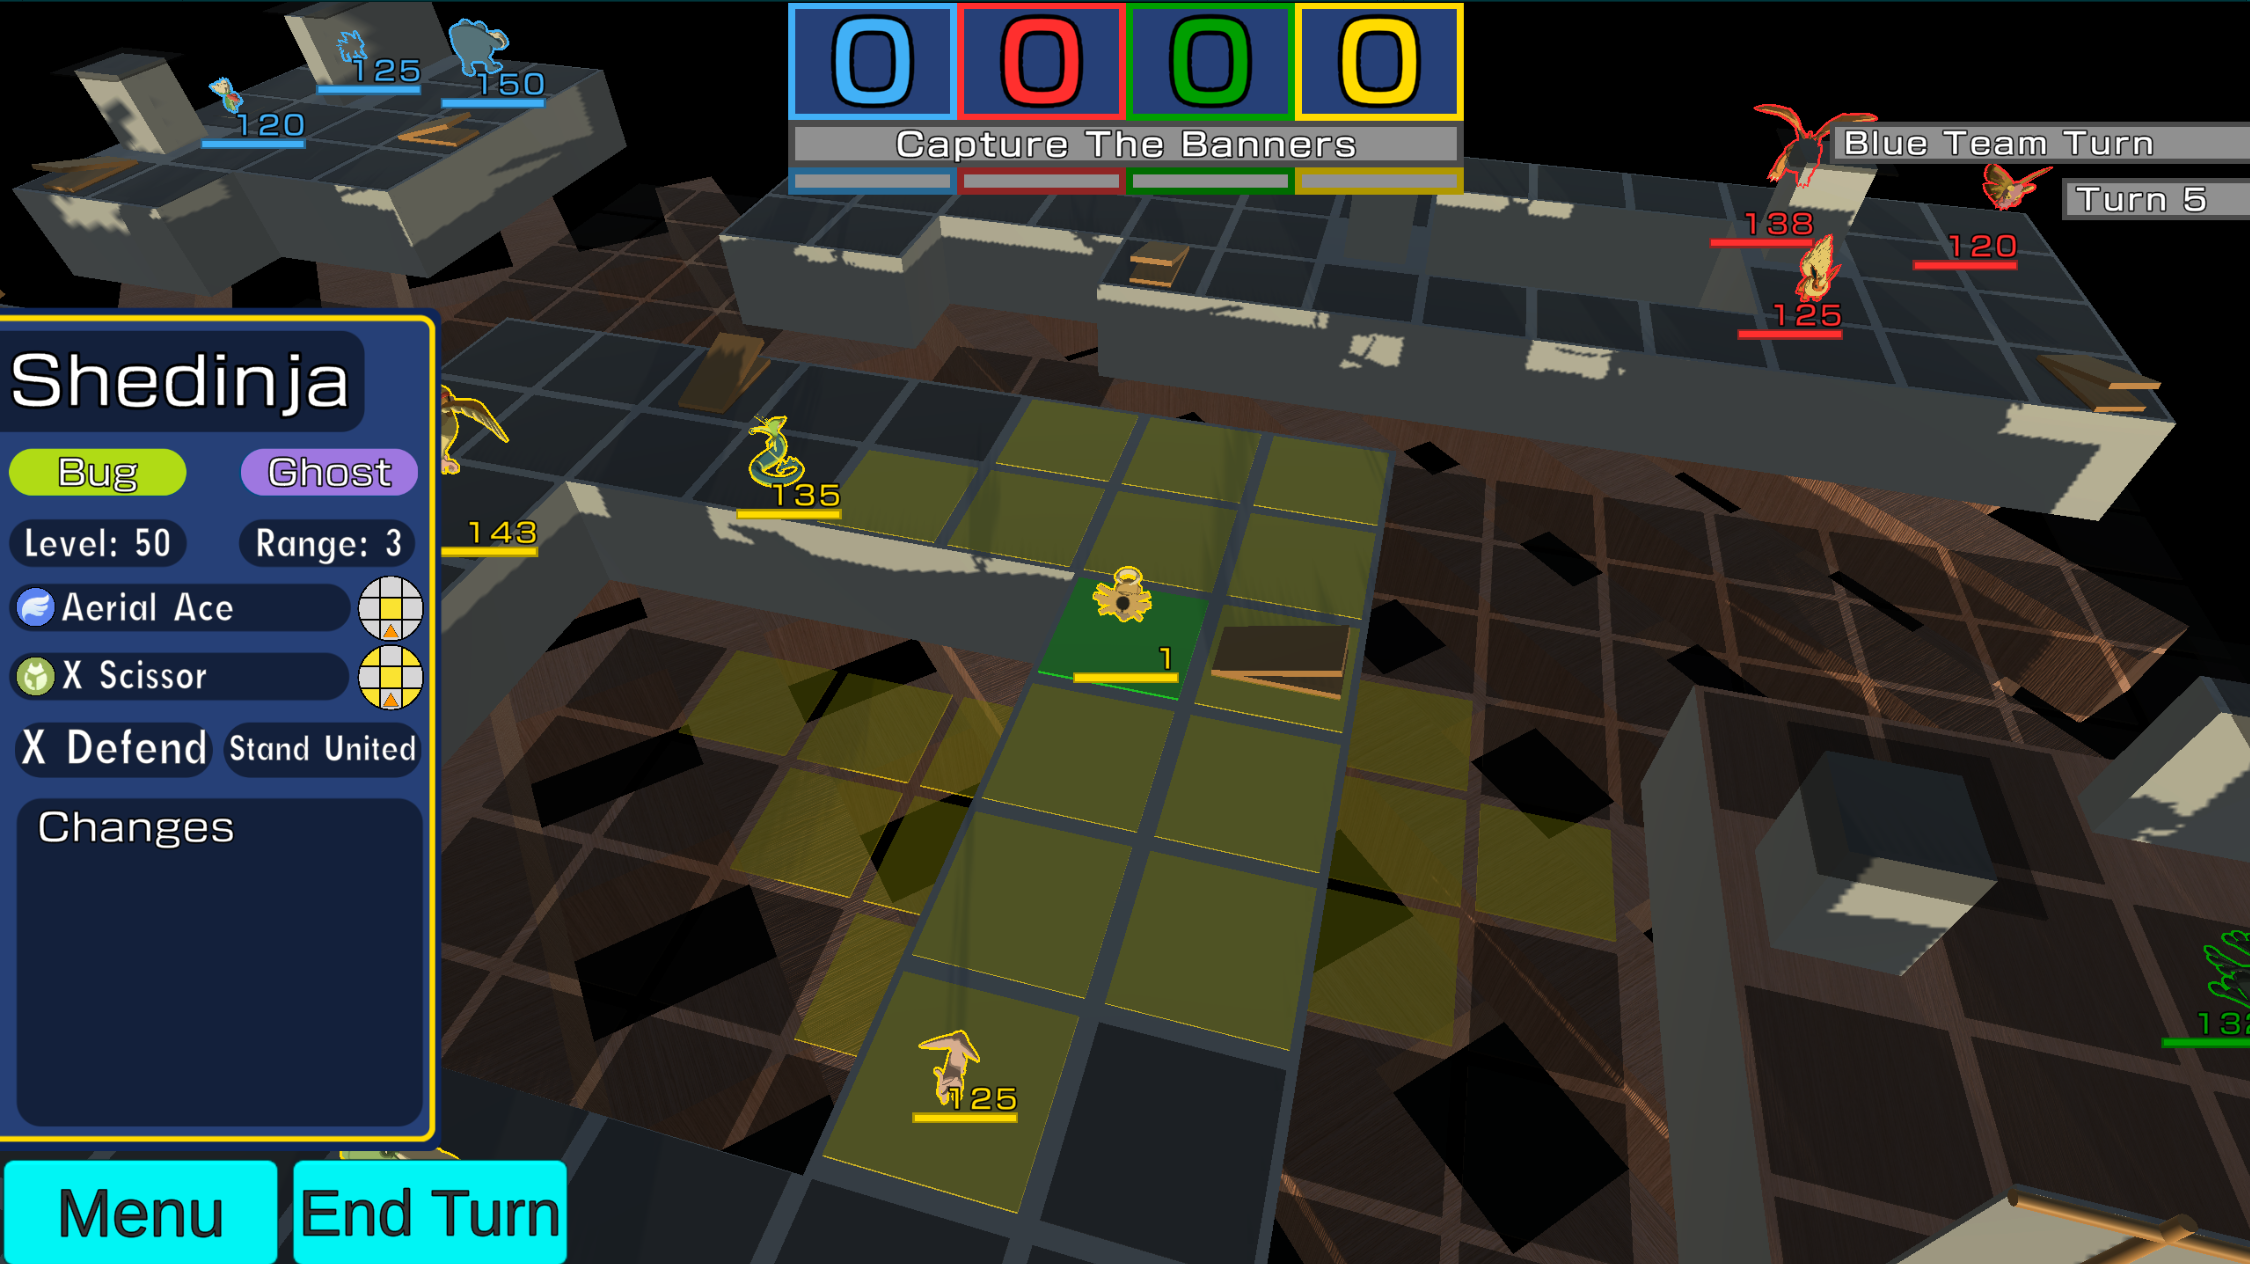 0 0 0 0
Capture The Banners
Blue Team Turn
Turn 5
125
150
120
138
120
125
Shedinja
Bug Ghost
Level: 50 Range: 3
Aerial Ace
X Scissor
X Defend Stand United
Changes
135
143
1
125
Menu End Turn